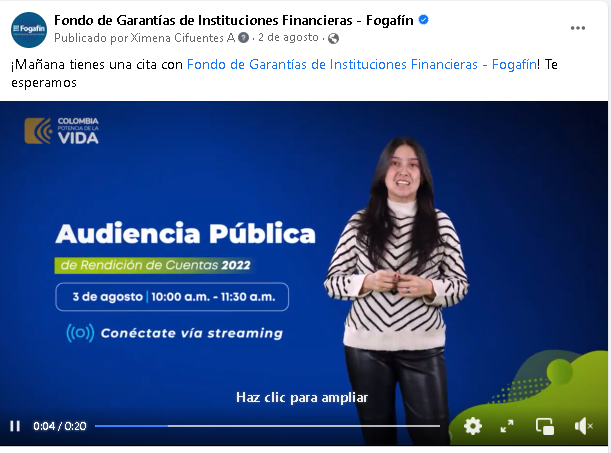 Fondo de Garantías de Instituciones Financieras - Fogafín
Publicado por Ximena Cifuentes A · 2 de agosto ·
¡Mañana tienes una cita con Fondo de Garantías de Instituciones Financieras - Fogafín! Te
esperamos
Fogafín
COLOMBIA
POTENCIA DE LA
VIDA
Audiencia Pública
de Rendición de Cuentas 2022
3 de agosto | 10:00 a.m. - 11:30 a.m.
Conéctate vía streaming
Haz clic para ampliar
0:04 / 0:20